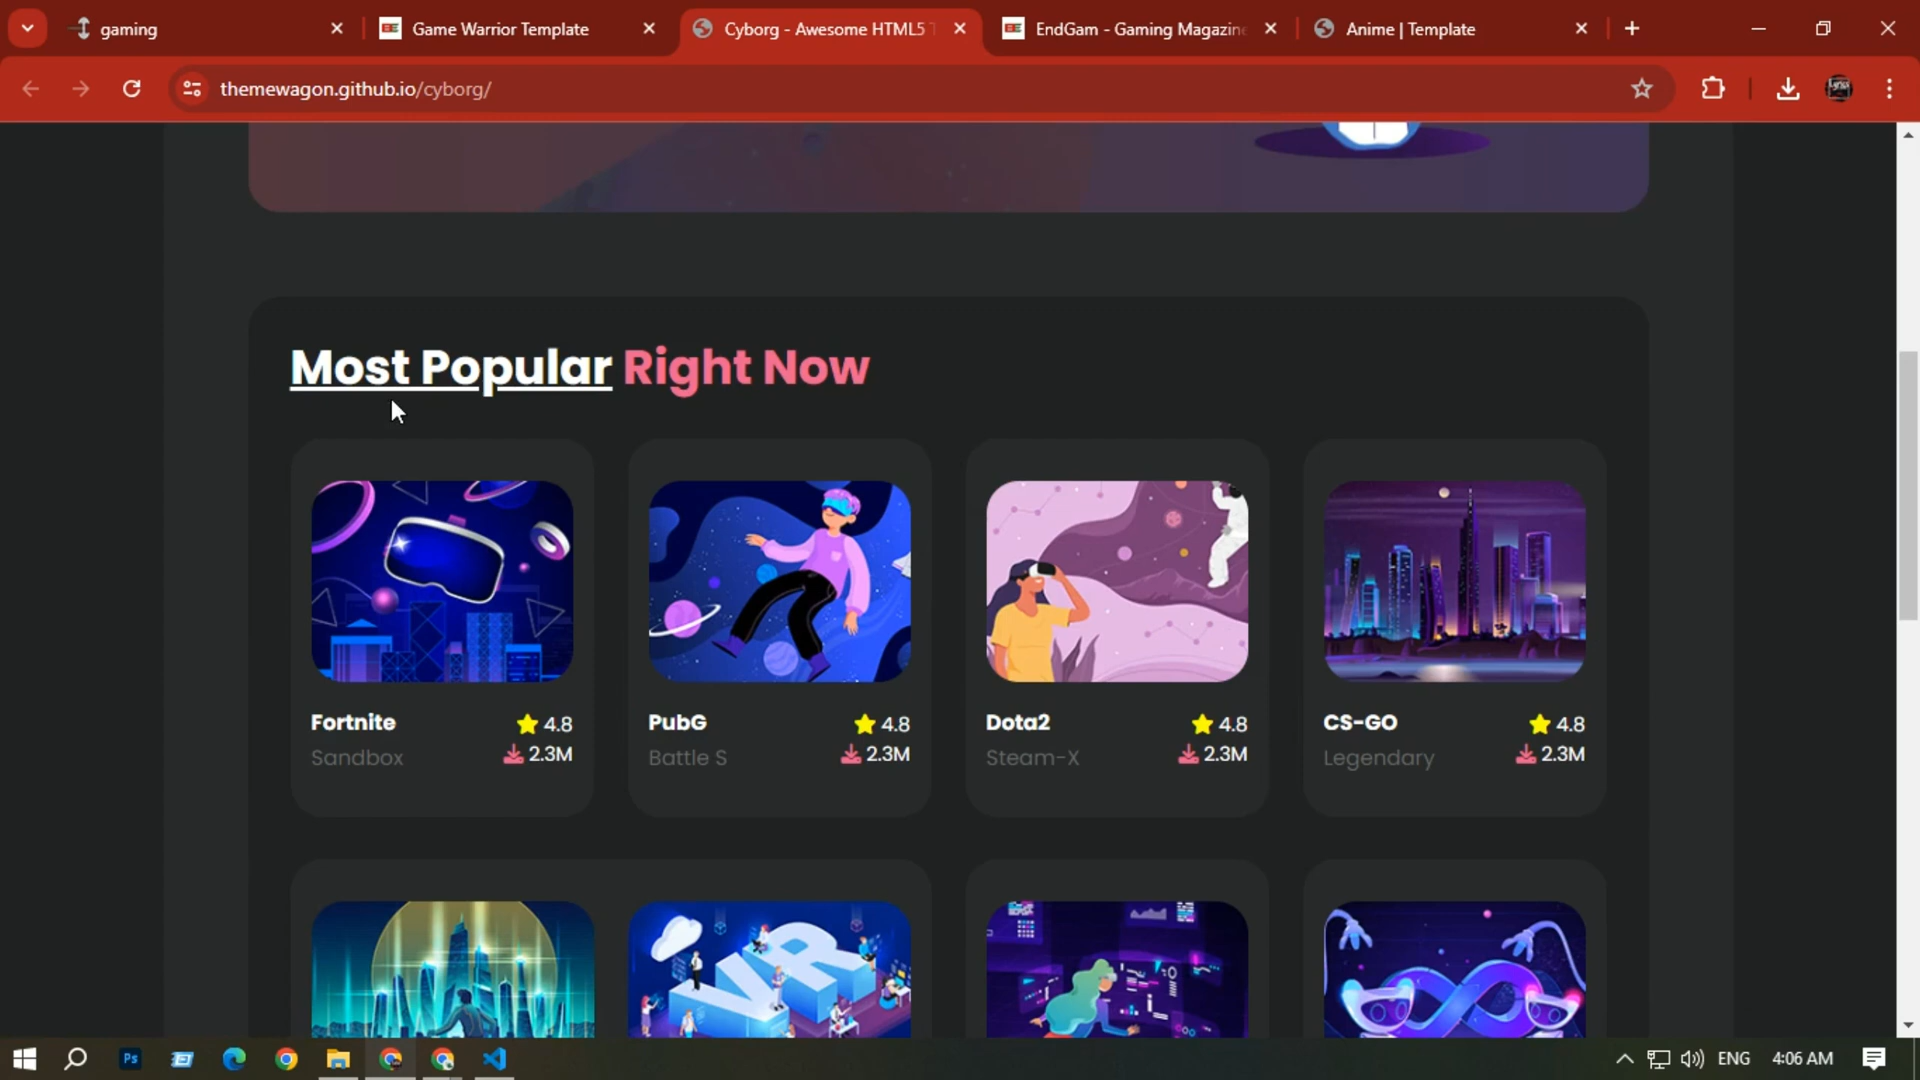 gaming
Game Warrior Template
Cyborg - Awesome HTML5
EndGam - Gaming Magazin
Anime | Template
themewagon.github.io/cyborg/
Most Popular Right Now
Fortnite 4.8
Sandbox 2.3M
PubG 4.8
Battle S 2.3M
Dota2 4.8
Steam-X 2.3M
CS-GO 4.8
Legendary 2.3M
VR
Ps
ENG
4:06 AM